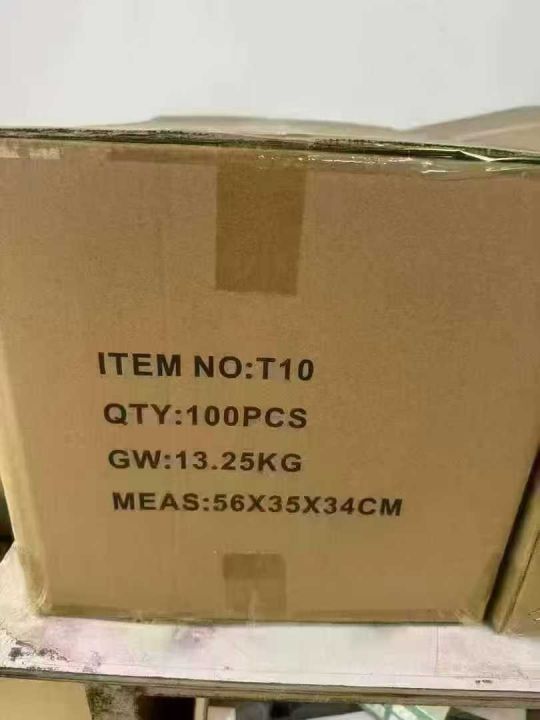 ITEM NO:T10
QTY:100PCS
GW:13.25KG
MEAS:56X35X34CM